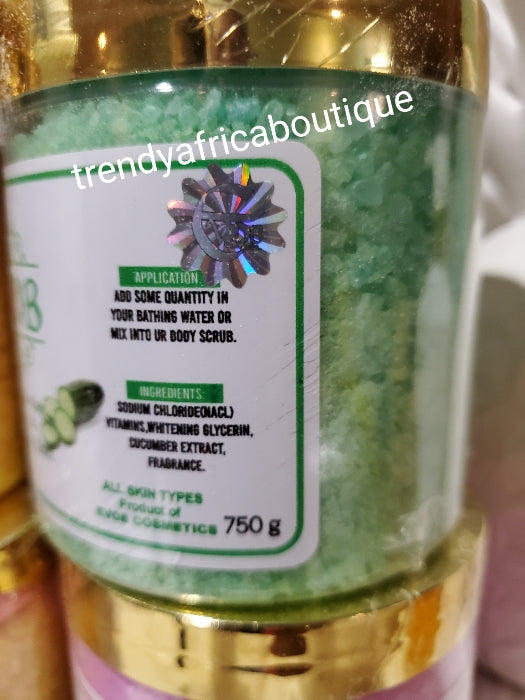 trendyafricaboutique
APPLICATION
ADD SOME QUANTITY IN
YOUR BATHING WATER OR
MIX INTO UR BODY SCRUB.
INGREDIENTS
SODIUM CHLORIDE(NACL)
VITAMINS,WHITENING GLYCERIN,
CUCUMBER EXTRACT,
FRAGRANCE.
ALL SKIN TYPES
Product of
COSMETICS 750 g